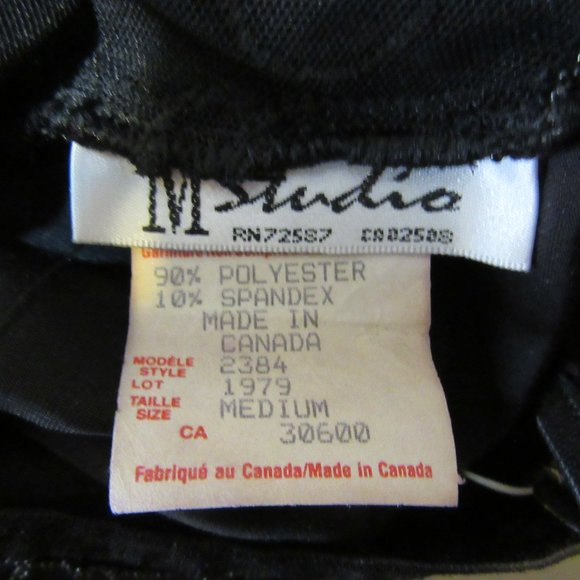 M Studio
RN72587 CA02508
90% POLYESTER
10% SPANDEX
MADE IN
CANADA
MODÈLE
STYLE 2384
LOT 1979
TAILLE
SIZE MEDIUM
CA 30600
Fabriqué au Canada/Made in Canada